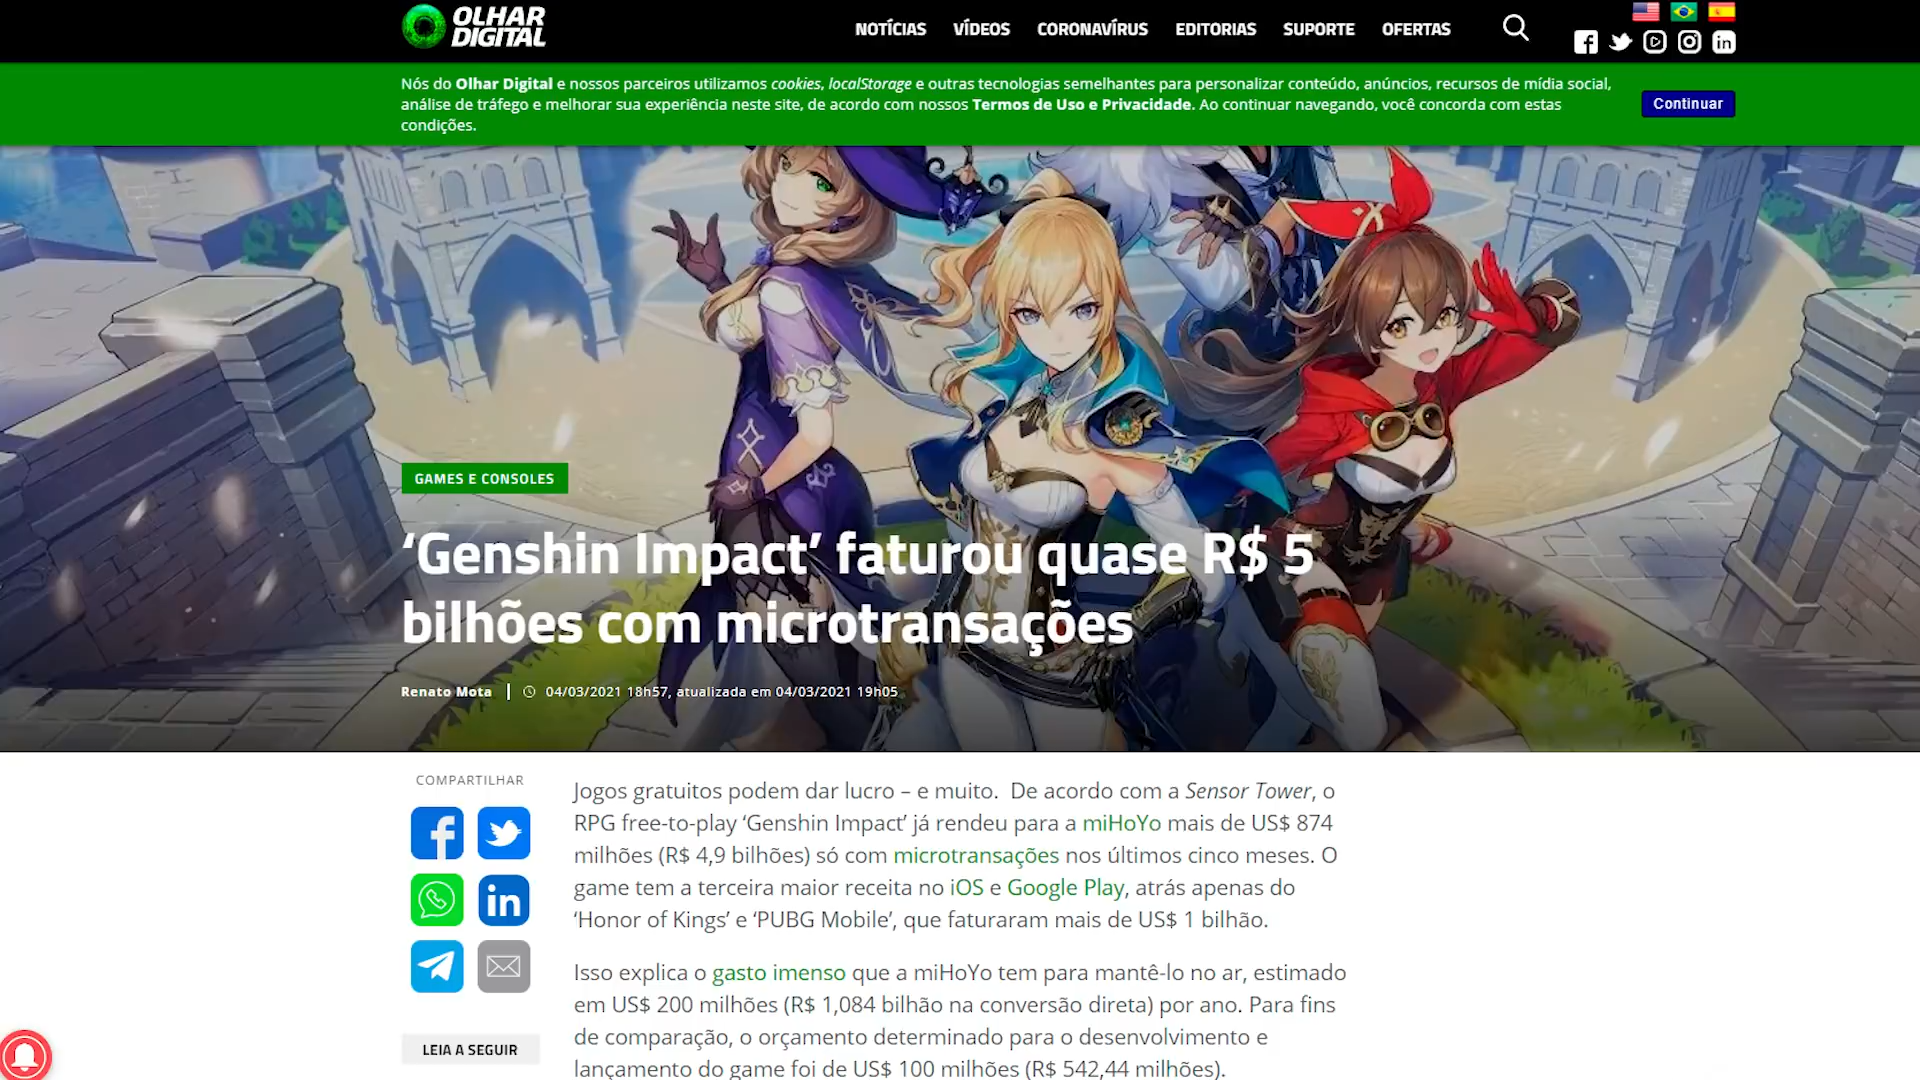 OLHAR
DIGITAL
NOTÍCIAS VÍDEOS CORONAVÍRUS EDITORIAS SUPORTE OFERTAS
Nós do Olhar Digital e nossos parceiros utilizamos cookies, localStorage e outras tecnologias semelhantes para personalizar conteúdo, anúncios, recursos de mídia social,
análise de tráfego e melhorar sua experiência neste site, de acordo com nossos Termos de Uso e Privacidade. Ao continuar navegando, você concorda com estas
condições.
Continuar
GAMES E CONSOLES
‘Genshin Impact’ faturou quase R$ 5
bilhões com microtransações
Renato Mota | 04/03/2021 18h57, atualizada em 04/03/2021 19h05
COMPARTILHAR
Jogos gratuitos podem dar lucro – e muito. De acordo com a Sensor Tower, o
RPG free-to-play ‘Genshin Impact’ já rendeu para a miHoYo mais de US$ 874
milhões (R$ 4,9 bilhões) só com microtransações nos últimos cinco meses. O
game tem a terceira maior receita no iOS e Google Play, atrás apenas do
‘Honor of Kings’ e ‘PUBG Mobile’, que faturaram mais de US$ 1 bilhão.
Isso explica o gasto imenso que a miHoYo tem para mantê-lo no ar, estimado
em US$ 200 milhões (R$ 1,084 bilhão na conversão direta) por ano. Para fins
de comparação, o orçamento determinado para o desenvolvimento e
lançamento do game foi de US$ 100 milhões (R$ 542,44 milhões).
LEIA A SEGUIR